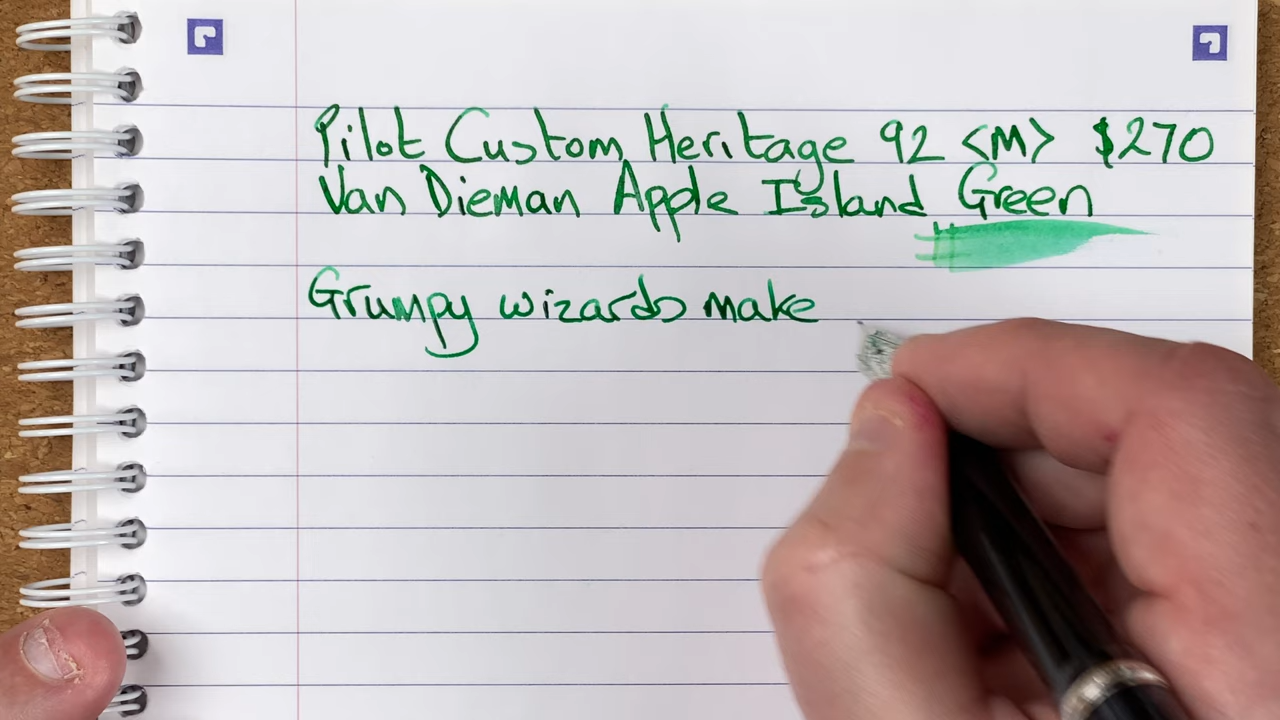 Pilot Custom Heritage 92 <M> $270
Van Dieman Apple Island Green
Grumpy wizards make